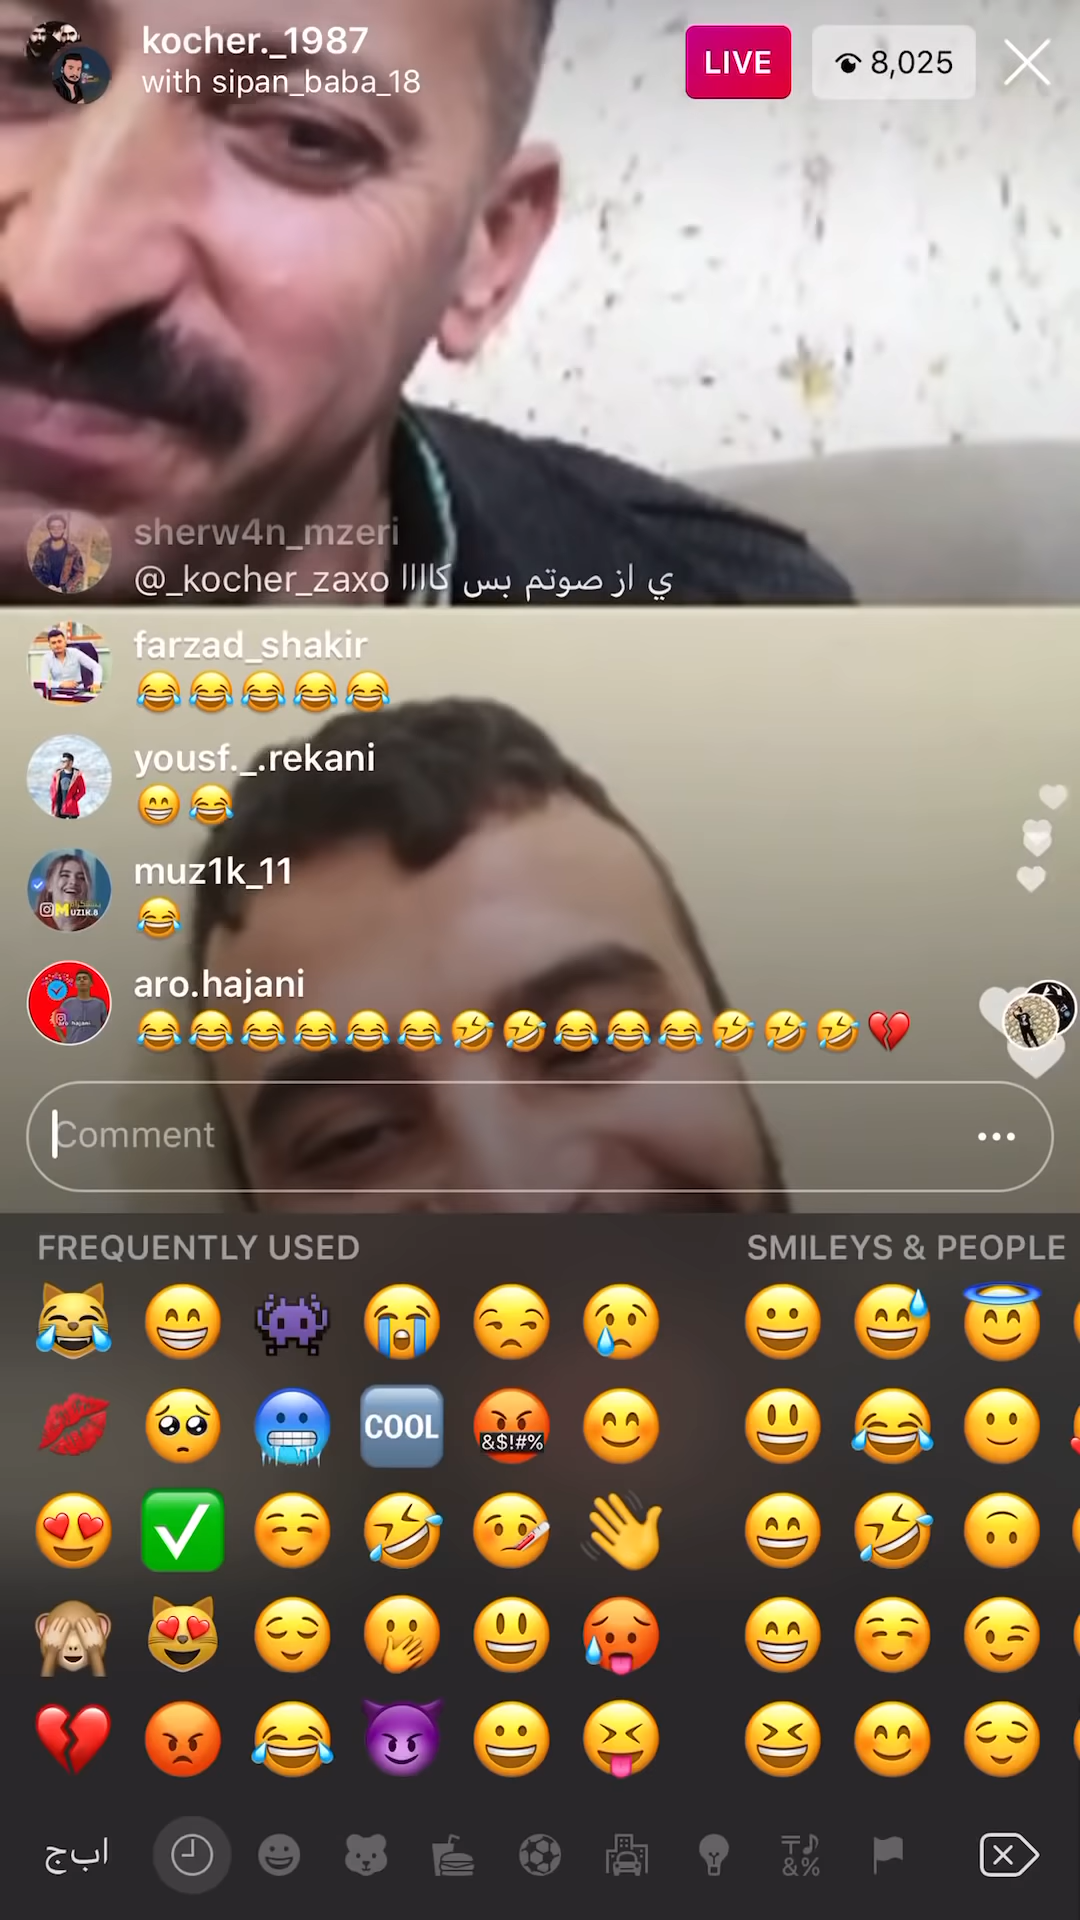 kocher._1987
with sipan_baba_18
LIVE
8,025
sherw4n_mzeri
@_kocher_zaxo ي از صوتم بس كاااا
farzad_shakir
😂😂😂😂😂
yousf._.rekani
😁😂
muz1k_11
😂
aro.hajani
😂😂😂😂😂😂🤣🤣😂😂😂🤣🤣🤣💔
Comment
FREQUENTLY USED
SMILEYS & PEOPLE
COOL
&$!#%
ا ب ج